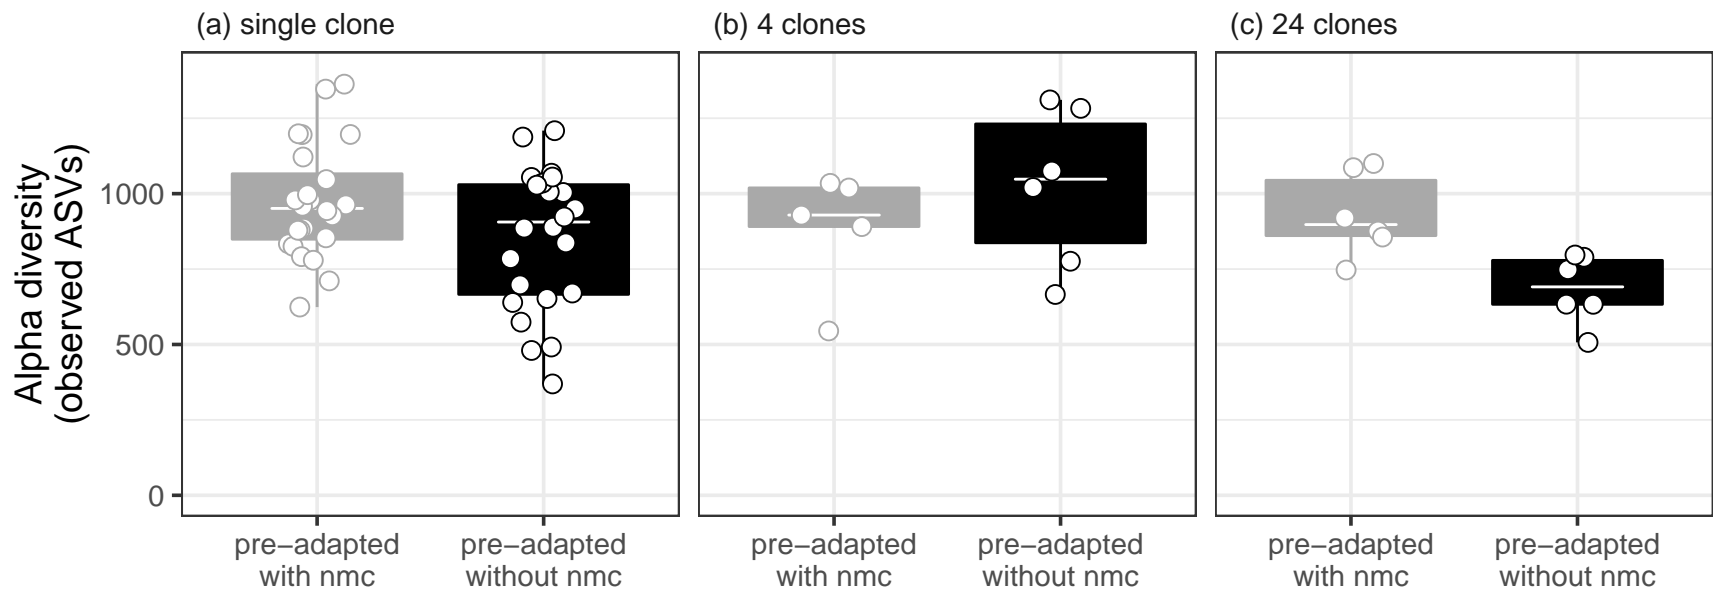 (a) single clone
(b) 4 clones
(c) 24 clones
Alpha diversity
(observed ASVs)
1000
500
0
pre−adapted
with nmc
pre−adapted
without nmc
pre−adapted
with nmc
pre−adapted
without nmc
pre−adapted
with nmc
pre−adapted
without nmc